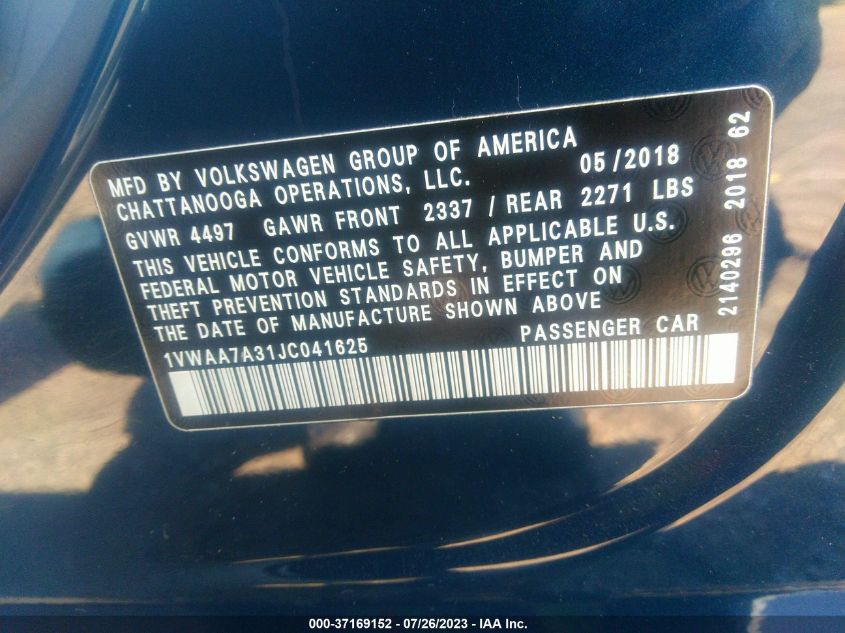 MFD BY VOLKSWAGEN GROUP OF AMERICA
CHATTANOOGA OPERATIONS, LLC. 05/2018
GVWR 4497 GAWR FRONT 2337 / REAR 2271 LBS
THIS VEHICLE CONFORMS TO ALL APPLICABLE U.S.
FEDERAL MOTOR VEHICLE SAFETY, BUMPER AND
THEFT PREVENTION STANDARDS IN EFFECT ON
THE DATE OF MANUFACTURE SHOWN ABOVE
1VWAA7A31JC041625 PASSENGER CAR
2140296 2018 62
000-37169152 / 07/26/2023 - IAA Inc.